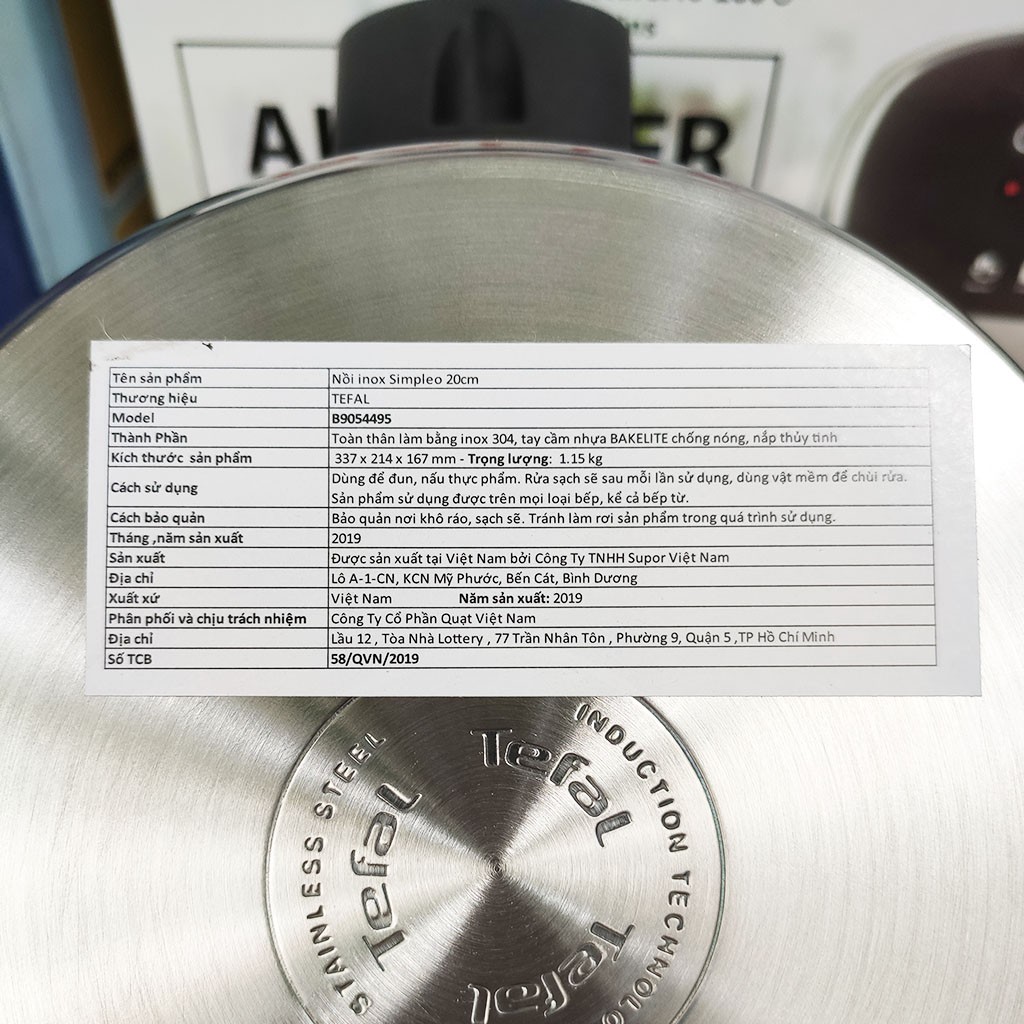 Tên sản phẩm Nồi inox Simpleo 20cm
Thương hiệu TEFAL
Model B9054495
Thành Phần Toàn thân làm bằng inox 304, tay cầm nhựa BAKELITE chống nóng, nắp thủy tinh
Kích thước sản phẩm 337 x 214 x 167 mm - Trọng lượng: 1.15 kg
Cách sử dụng Dùng để đun, nấu thực phẩm. Rửa sạch sẽ sau mỗi lần sử dụng, dùng vật mềm để chùi rửa.
Sản phẩm sử dụng được trên mọi loại bếp, kể cả bếp từ.
Cách bảo quản Bảo quản nơi khô ráo, sạch sẽ. Tránh làm rơi sản phẩm trong quá trình sử dụng.
Tháng ,năm sản xuất 2019
Sản xuất Được sản xuất tại Việt Nam bởi Công Ty TNHH Supor Việt Nam
Địa chỉ Lô A-1-CN, KCN Mỹ Phước, Bến Cát, Bình Dương
Xuất xứ Việt Nam Năm sản xuất: 2019
Phân phối và chịu trách nhiệm Công Ty Cổ Phần Quạt Việt Nam
Địa chỉ Lầu 12 , Tòa Nhà Lottery , 77 Trần Nhân Tôn , Phường 9, Quận 5 ,TP Hồ Chí Minh
Số TCB 58/QVN/2019
STAINLESS STEEL
INDUCTION
Tefal
Tefal
Tefal